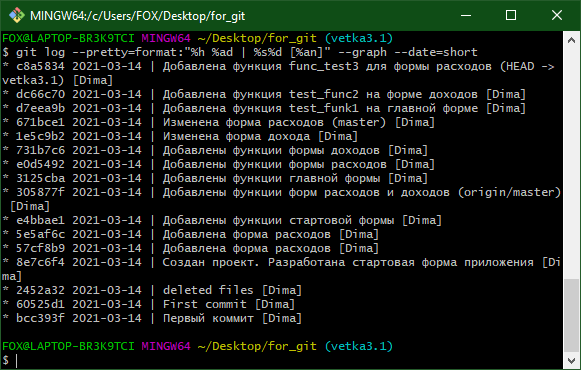 MINGW64:/c/Users/FOX/Desktop/for_git
FOX@LAPTOP-BR3K9TCI MINGW64 ~/Desktop/for_git (vetka3.1)
$ git log --pretty=format:"%h %ad | %s%d [%an]" --graph --date=short
* c8a5834 2021-03-14 | Добавлена функция func_test3 для формы расходов (HEAD ->
vetka3.1) [Dima]
* dc66c70 2021-03-14 | Добавлена функция test_func2 на форме доходов [Dima]
* d7eea9b 2021-03-14 | Добавлена функция test_funk1 на главной форме [Dima]
* 671bce1 2021-03-14 | Изменена форма расходов (master) [Dima]
* 1e5c9b2 2021-03-14 | Изменена форма дохода [Dima]
* 731b7c6 2021-03-14 | Добавлены функции формы доходов [Dima]
* e0d5492 2021-03-14 | Добавлены функции формы расходов [Dima]
* 3125cba 2021-03-14 | Добавлены функции главной формы [Dima]
* 305877f 2021-03-14 | Добавлены функции форм расходов и доходов (origin/master)
[Dima]
* e4bbae1 2021-03-14 | Добавлены функции стартовой формы [Dima]
* 5e5af6c 2021-03-14 | Добавлена форма расходов [Dima]
* 57cf8b9 2021-03-14 | Добавлена форма расходов [Dima]
* 8e7c6f4 2021-03-14 | Создан проект. Разработана стартовая форма приложения [Di
ma]
* 2452a32 2021-03-14 | deleted files [Dima]
* 60525d1 2021-03-14 | First commit [Dima]
* bcc393f 2021-03-14 | Первый коммит [Dima]
FOX@LAPTOP-BR3K9TCI MINGW64 ~/Desktop/for_git (vetka3.1)
$